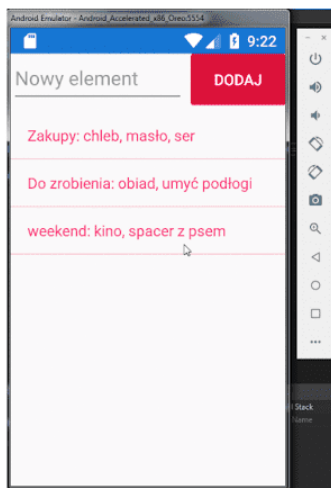 Android Emulator - Android_Accelerated_x86_Oreo:5554
9:22
Nowy element
DODAJ
Zakupy: chleb, masło, ser
Do zrobienia: obiad, umyć podłogi
weekend: kino, spacer z psem
l Stack
Name